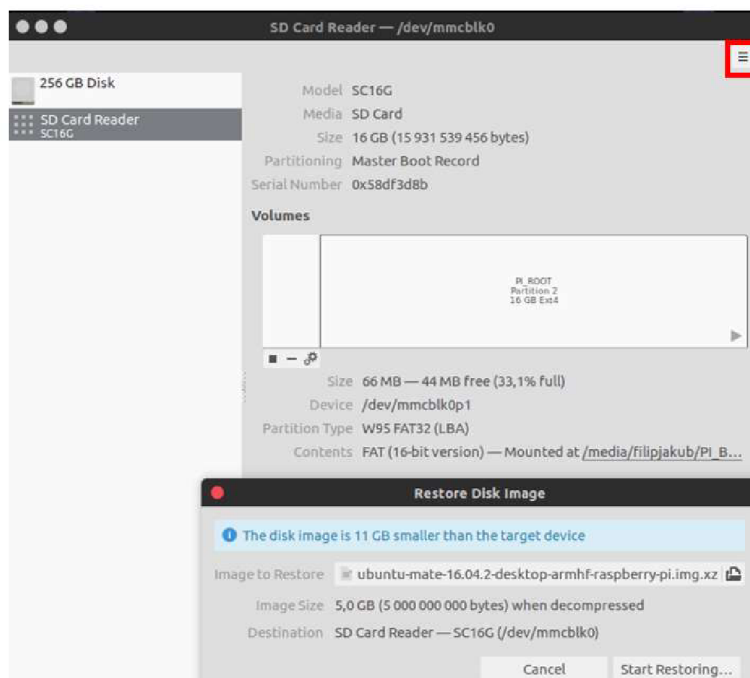 SD Card Reader — /dev/mmcblk0
256 GB Disk
SD Card Reader
SC16G
Model SC16G
Media SD Card
Size 16 GB (15 931 539 456 bytes)
Partitioning Master Boot Record
Serial Number 0x58df3d8b
Volumes
PI_ROOT
Partition 2
16 GB Ext4
Size 66 MB — 44 MB free (33,1% full)
Device /dev/mmcblk0p1
Partition Type W95 FAT32 (LBA)
Contents FAT (16-bit version) — Mounted at /media/filipjakub/PI_B...
Restore Disk Image
The disk image is 11 GB smaller than the target device
Image to Restore ubuntu-mate-16.04.2-desktop-armhf-raspberry-pi.img.xz
Image Size 5,0 GB (5 000 000 000 bytes) when decompressed
Destination SD Card Reader — SC16G (/dev/mmcblk0)
Cancel Start Restoring...